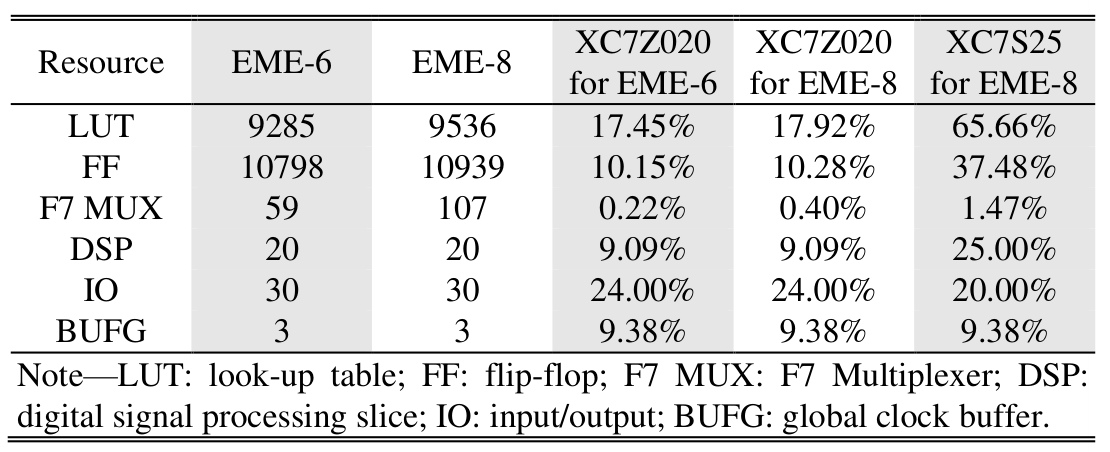 Resource EME-6 EME-8 XC7Z020 for EME-6 XC7Z020 for EME-8 XC7S25 for EME-8
LUT 9285 9536 17.45% 17.92% 65.66%
FF 10798 10939 10.15% 10.28% 37.48%
F7 MUX 59 107 0.22% 0.40% 1.47%
DSP 20 20 9.09% 9.09% 25.00%
IO 30 30 24.00% 24.00% 20.00%
BUFG 3 3 9.38% 9.38% 9.38%
Note—LUT: look-up table; FF: flip-flop; F7 MUX: F7 Multiplexer; DSP:
digital signal processing slice; IO: input/output; BUFG: global clock buffer.